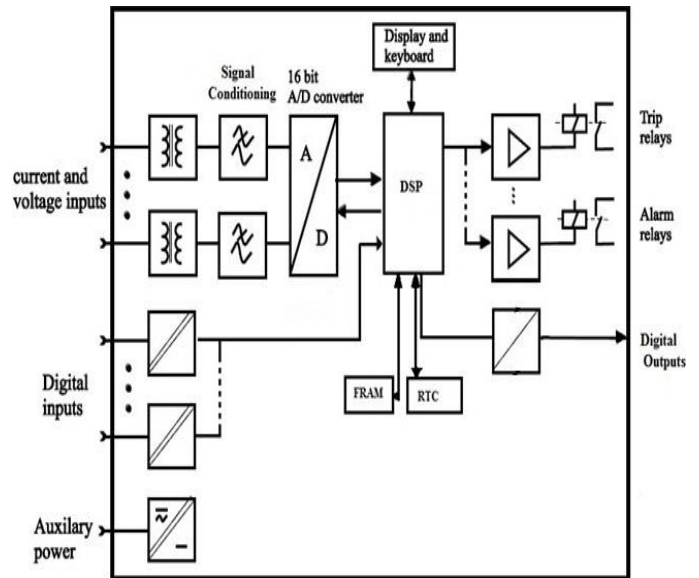 Display and
keyboard
Signal
Conditioning
16 bit
A/D converter
Trip
relays
current and
voltage inputs
A
D
DSP
Alarm
relays
Digital
inputs
FRAM
RTC
Digital
Outputs
Auxilary
power